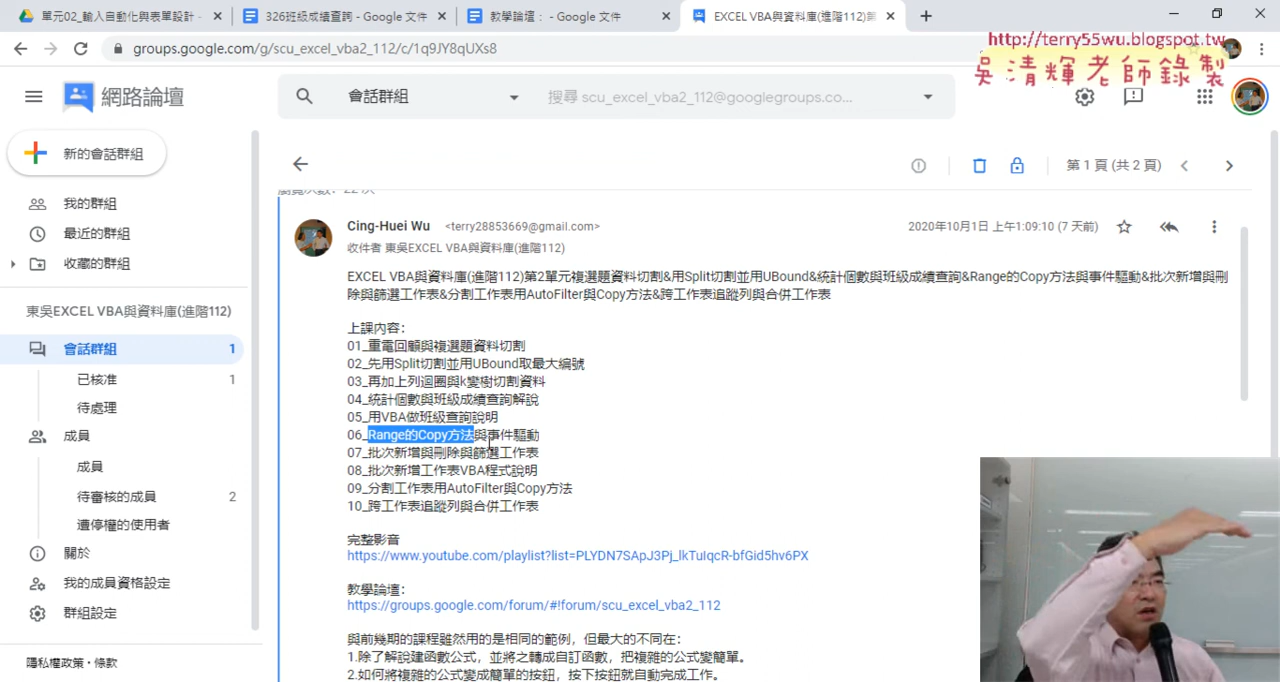 單元02_輸入自動化與表單設計 -
326班級成績查詢 - Google 文件
教學論壇： - Google 文件
EXCEL VBA與資料庫(進階112)第
groups.google.com/g/scu_excel_vba2_112/c/1q9JY8qUXs8
http://terry55wu.blogspot.tw
吳清輝老師錄製
網路論壇
會話群組
搜尋 scu_excel_vba2_112@googlegroups.co...
新的會話群組
第 1 頁 (共 2 頁)
我的群組
最近的群組
收藏的群組
東吳EXCEL VBA與資料庫(進階112)
會話群組 1
已核准 1
待處理
成員
成員
待審核的成員 2
遭停權的使用者
關於
我的成員資格設定
群組設定
隱私權政策 • 條款
瀏覽次數： 22 次
Cing-Huei Wu <terry28853669@gmail.com>
2020年10月1日 上午1:09:10 (7 天前)
收件者 東吳EXCEL VBA與資料庫(進階112)
EXCEL VBA與資料庫(進階112)第2單元複選題資料切割&用Split切割並用UBound&統計個數與班級成績查詢&Range的Copy方法與事件驅動&批次新增與刪
除與篩選工作表&分割工作表用AutoFilter與Copy方法&跨工作表追蹤列與合併工作表
上課內容:
01_重電回顧與複選題資料切割
02_先用Split切割並用UBound取最大編號
03_再加上列迴圈與k變樹切割資料
04_統計個數與班級成績查詢解說
05_用VBA做班級查詢說明
06_Range的Copy方法與事件驅動
07_批次新增與刪除與篩選工作表
08_批次新增工作表VBA程式說明
09_分割工作表用AutoFilter與Copy方法
10_跨工作表追蹤列與合併工作表
完整影音
https://www.youtube.com/playlist?list=PLYDN7SApJ3Pj_lkTuIqcR-bfGid5hv6PX
教學論壇:
https://groups.google.com/forum/#!forum/scu_excel_vba2_112
與前幾期的課程雖然用的是相同的範例，但最大的不同在:
1.除了解說建函數公式，並將之轉成自訂函數，把複雜的公式變簡單。
2.如何將複雜的公式變成簡單的按鈕，按下按鈕就自動完成工作。